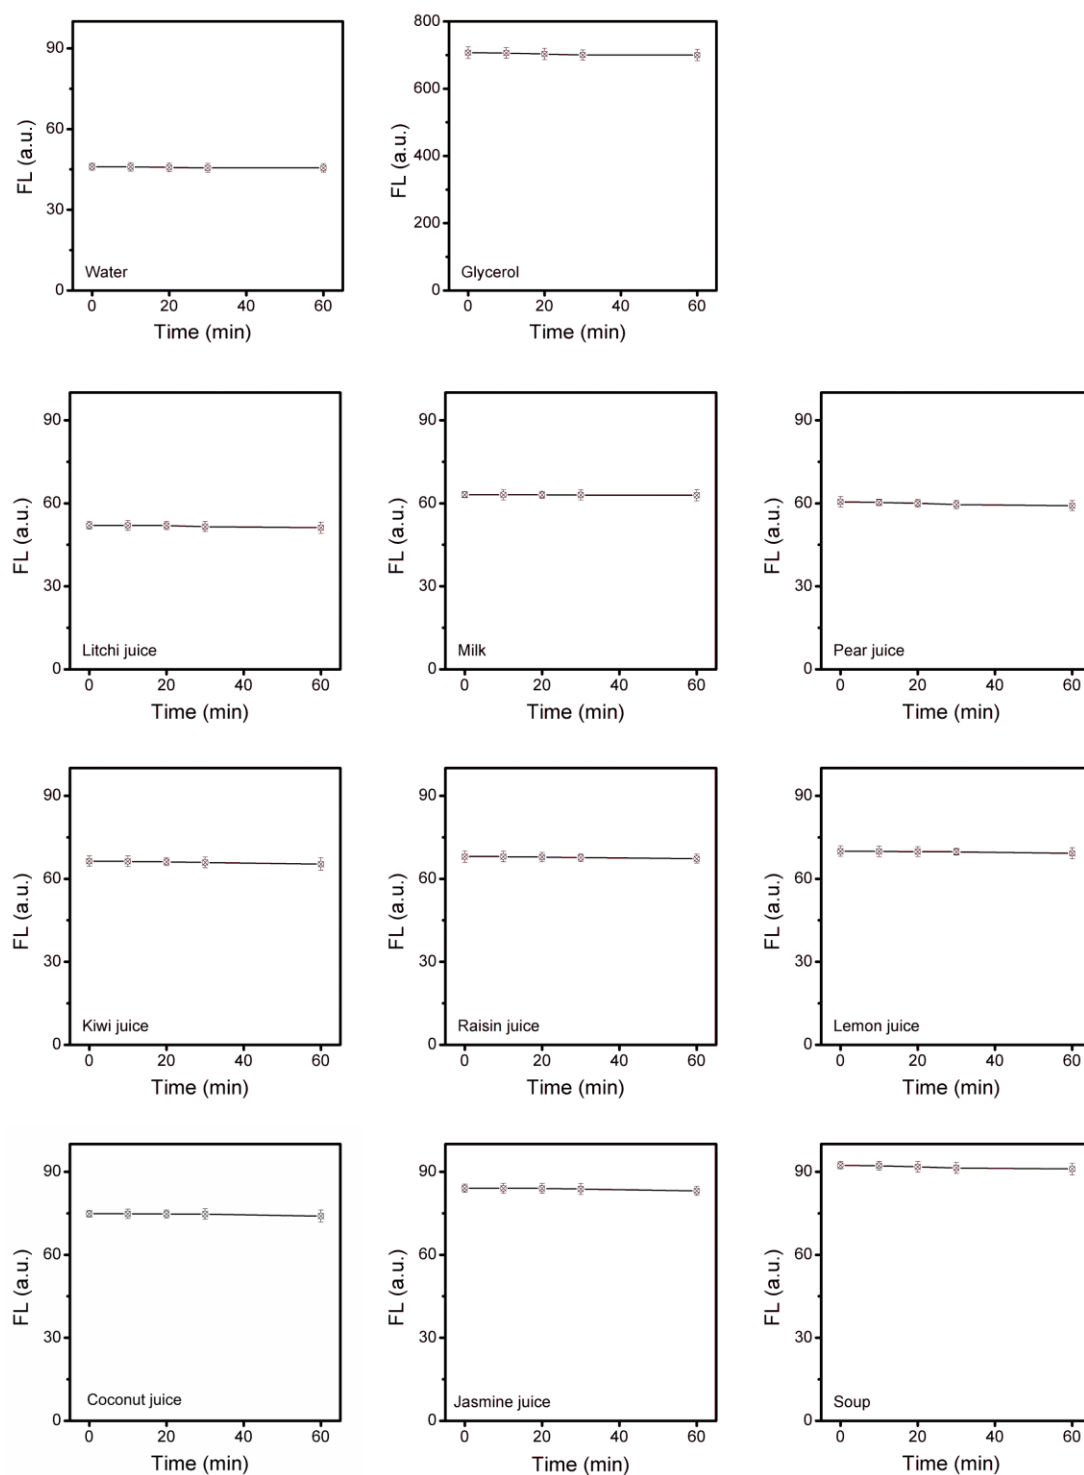 90
60
30
0
FL (a.u.)
Water
0 20 40 60
Time (min)
800
600
400
200
0
FL (a.u.)
Glycerol
0 20 40 60
Time (min)
90
60
30
0
FL (a.u.)
Litchi juice
0 20 40 60
Time (min)
90
60
30
0
FL (a.u.)
Milk
0 20 40 60
Time (min)
90
60
30
0
FL (a.u.)
Pear juice
0 20 40 60
Time (min)
90
60
30
0
FL (a.u.)
Kiwi juice
0 20 40 60
Time (min)
90
60
30
0
FL (a.u.)
Raisin juice
0 20 40 60
Time (min)
90
60
30
0
FL (a.u.)
Lemon juice
0 20 40 60
Time (min)
90
60
30
0
FL (a.u.)
Coconut juice
0 20 40 60
Time (min)
90
60
30
0
FL (a.u.)
Jasmine juice
0 20 40 60
Time (min)
90
60
30
0
FL (a.u.)
Soup
0 20 40 60
Time (min)